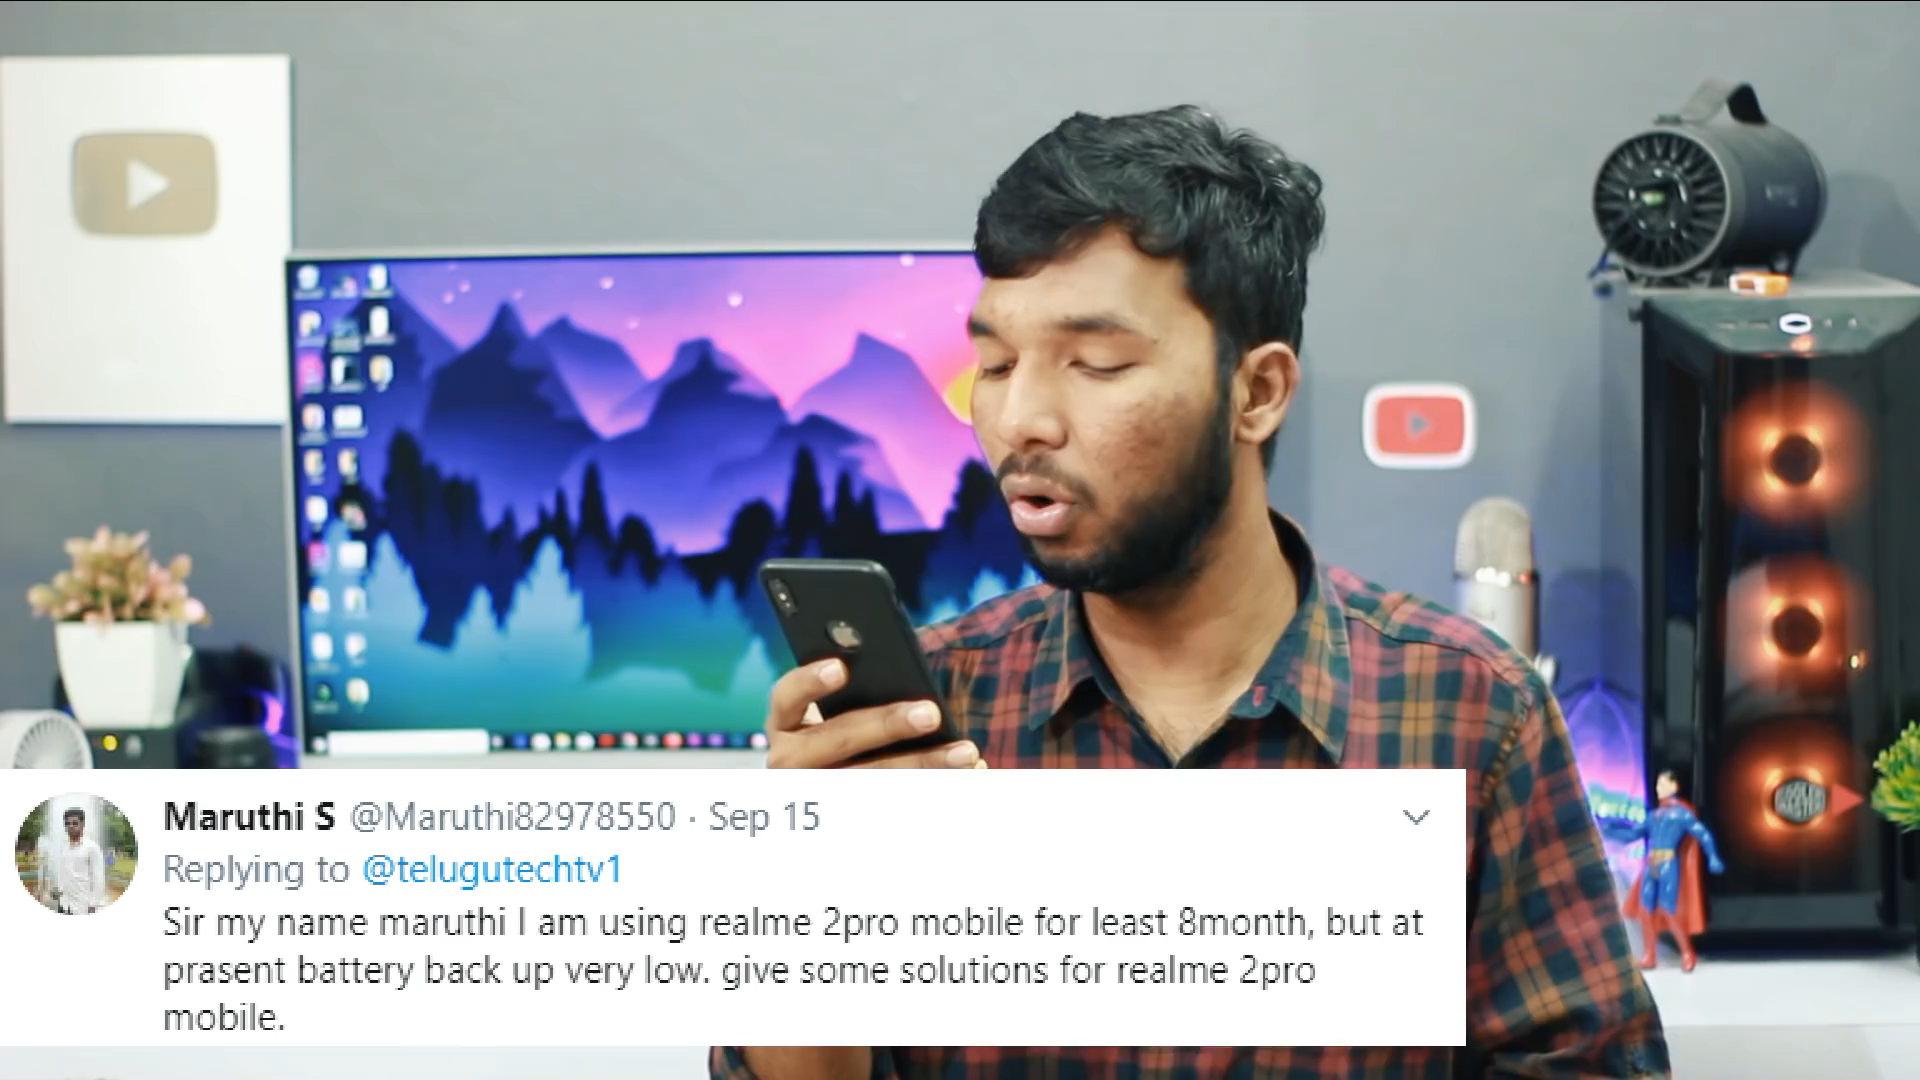 Maruthi S @Maruthi82978550 · Sep 15
Replying to @telugutechtv1
Sir my name maruthi I am using realme 2pro mobile for least 8month, but at
prasent battery back up very low. give some solutions for realme 2pro
mobile.